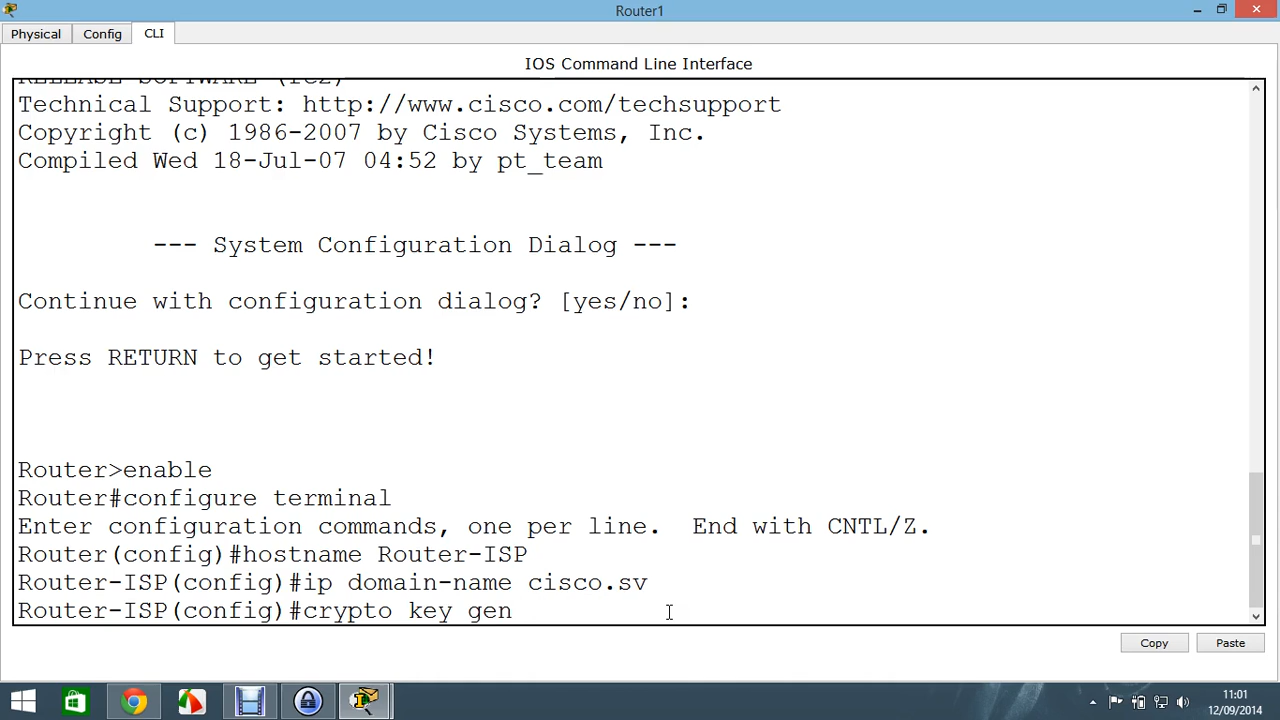 Router1
Physical
Config
CLI
IOS Command Line Interface
Technical Support: http://www.cisco.com/techsupport
Copyright (c) 1986-2007 by Cisco Systems, Inc.
Compiled Wed 18-Jul-07 04:52 by pt_team
--- System Configuration Dialog ---
Continue with configuration dialog? [yes/no]:
Press RETURN to get started!
Router>enable
Router#configure terminal
Enter configuration commands, one per line.  End with CNTL/Z.
Router(config)#hostname Router-ISP
Router-ISP(config)#ip domain-name cisco.sv
Router-ISP(config)#crypto key gen
Copy
Paste
11:01
12/09/2014